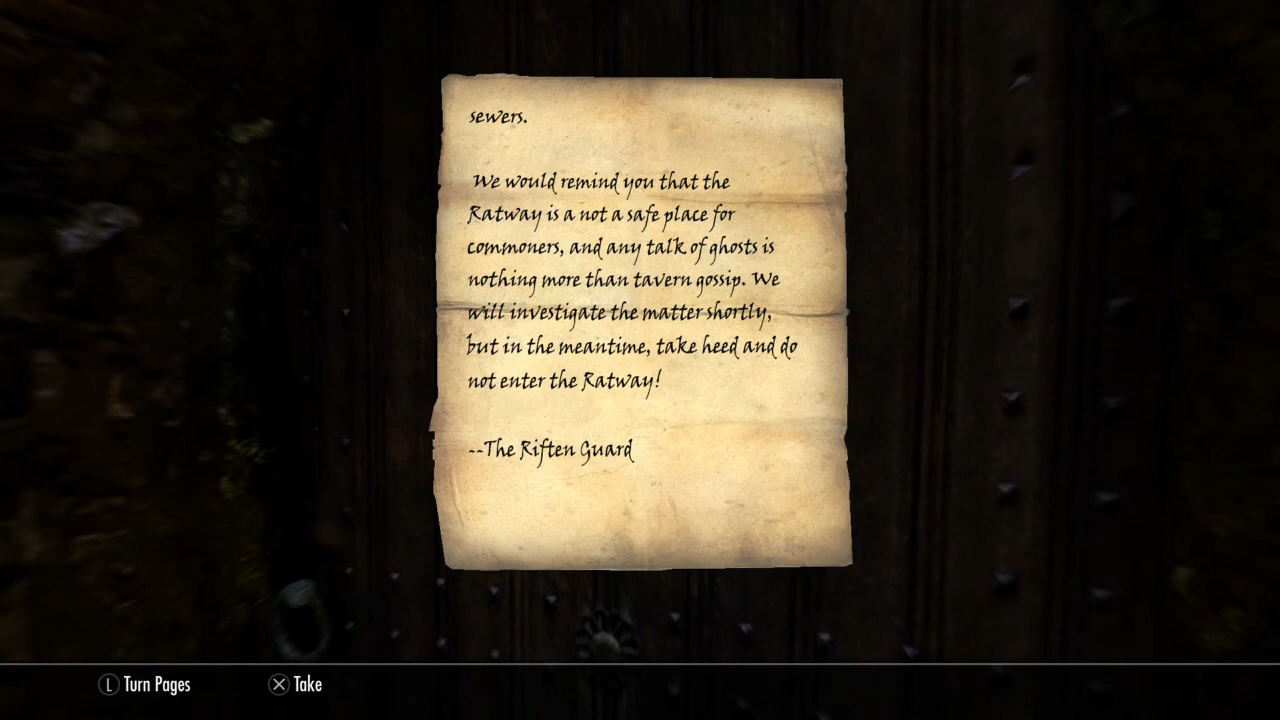 sewers.
We would remind you that the
Ratway is a not a safe place for
commoners, and any talk of ghosts is
nothing more than tavern gossip. We
will investigate the matter shortly,
but in the meantime, take heed and do
not enter the Ratway!
--The Riften Guard
L Turn Pages
X Take